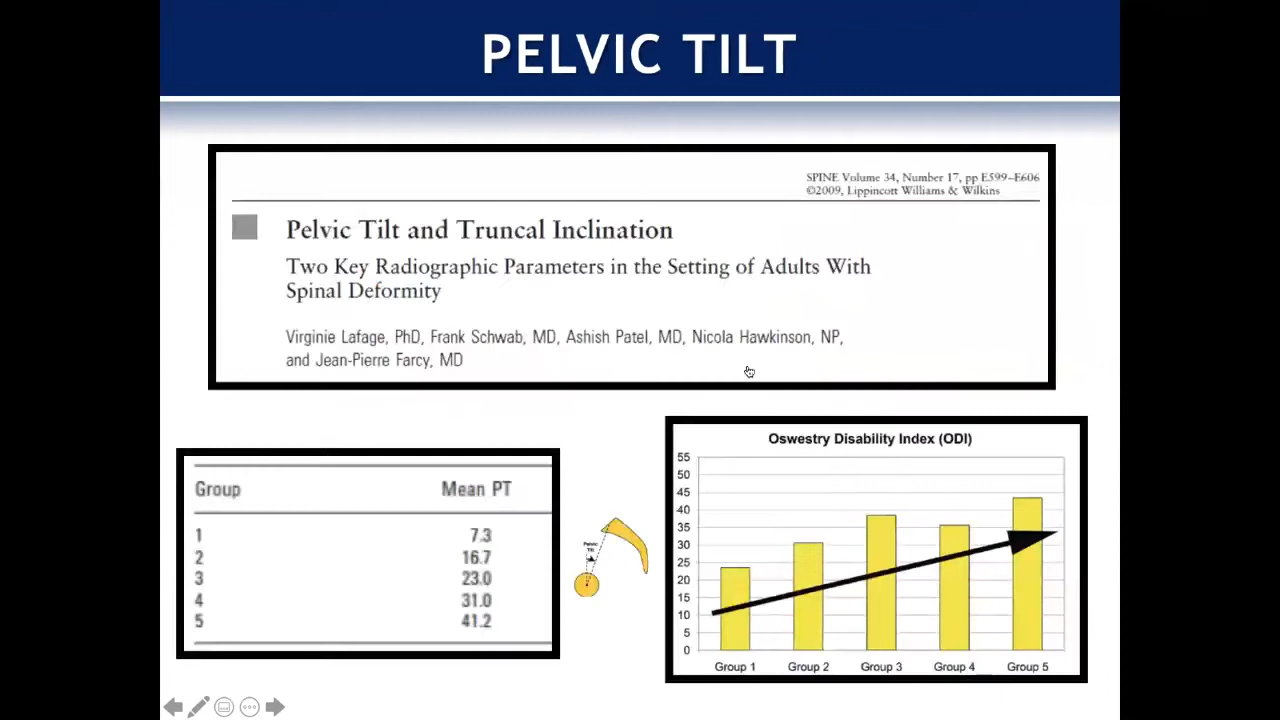 PELVIC TILT
SPINE Volume 34, Number 17, pp E599–E606
©2009, Lippincott Williams & Wilkins
Pelvic Tilt and Truncal Inclination
Two Key Radiographic Parameters in the Setting of Adults With
Spinal Deformity
Virginie Lafage, PhD, Frank Schwab, MD, Ashish Patel, MD, Nicola Hawkinson, NP,
and Jean-Pierre Farcy, MD
Group Mean PT
1 7.3
2 16.7
3 23.0
4 31.0
5 41.2
Pelvic
Tilt
Oswestry Disability Index (ODI)
55
50
45
40
35
30
25
20
15
10
5
0
Group 1 Group 2 Group 3 Group 4 Group 5